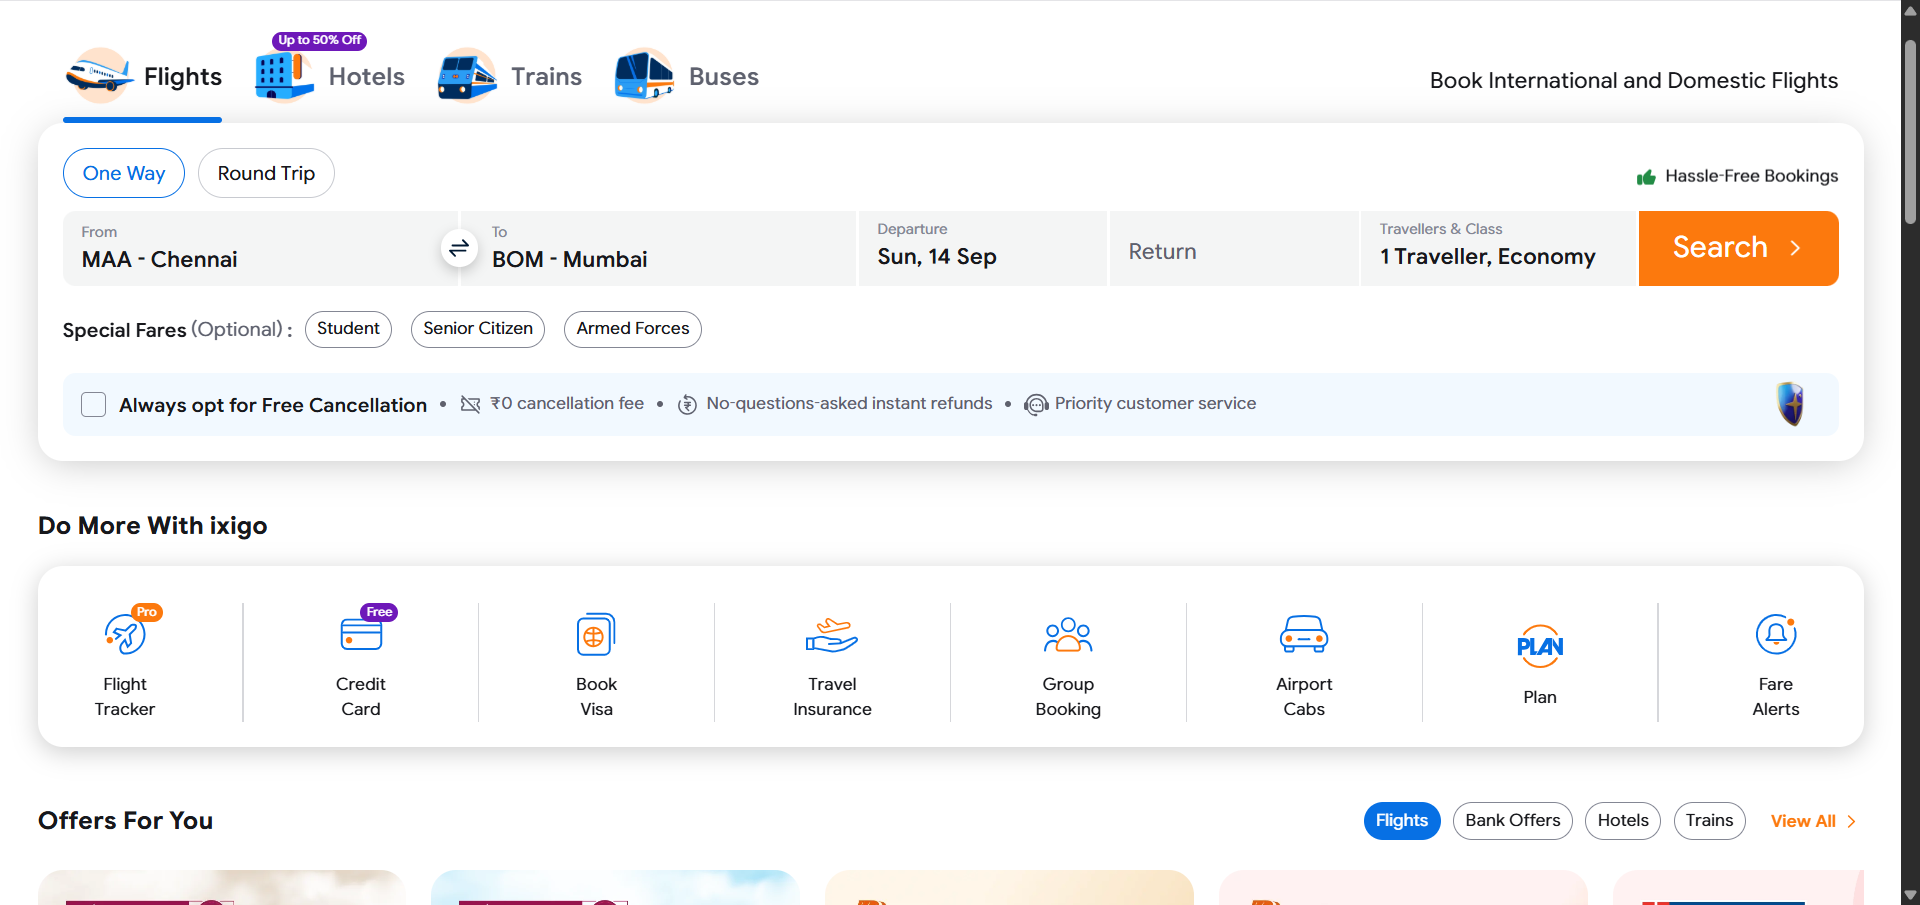 Up to 50% Off
Flights
Hotels
Trains
Buses
Book International and Domestic Flights
One Way
Round Trip
Hassle-Free Bookings
From
MAA - Chennai
To
BOM - Mumbai
Departure
Sun, 14 Sep
Return
Travellers & Class
1 Traveller, Economy
Search
Special Fares (Optional) :
Student
Senior Citizen
Armed Forces
Always opt for Free Cancellation • ₹0 cancellation fee • No-questions-asked instant refunds • Priority customer service
Do More With ixigo
Pro
Flight
Tracker
Free
Credit
Card
Book
Visa
Travel
Insurance
Group
Booking
Airport
Cabs
PLAN
Plan
Fare
Alerts
Offers For You
Flights
Bank Offers
Hotels
Trains
View All